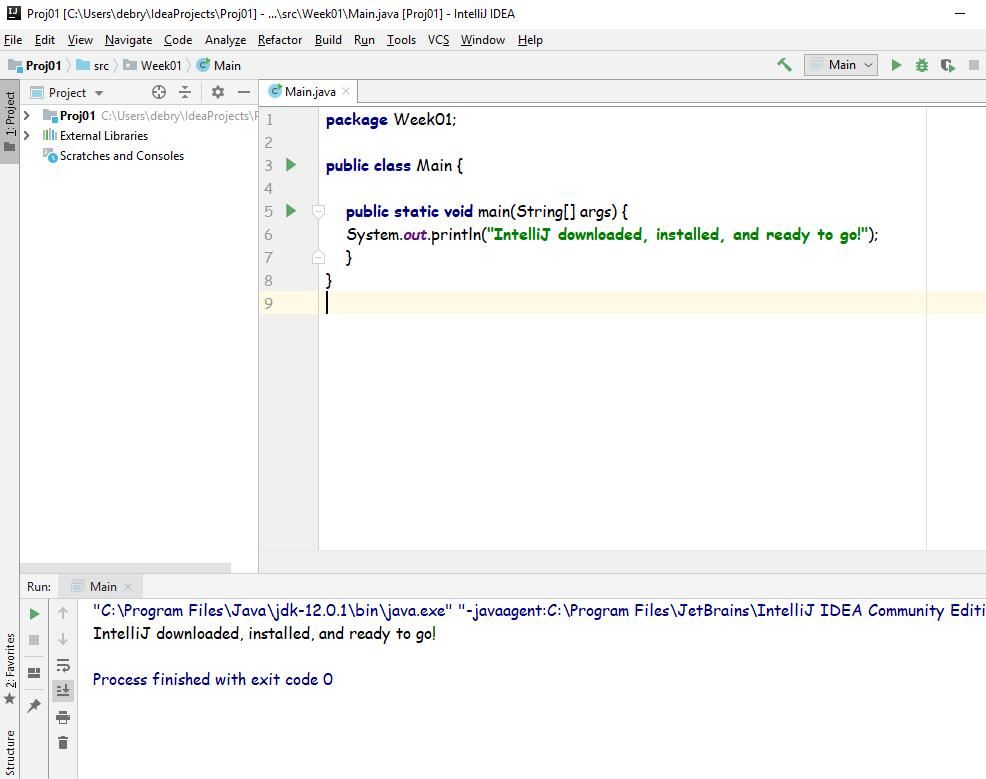 Proj01 [C:\Users\debry\IdeaProjects\Proj01] - ...\src\Week01\Main.java [Proj01] - IntelliJ IDEA
File Edit View Navigate Code Analyze Refactor Build Run Tools VCS Window Help
Proj01 src Week01 Main Main
1: Project
Project
Proj01 C:\Users\debry\IdeaProjects\P
External Libraries
Scratches and Consoles
Main.java
1 package Week01;
2
3 public class Main {
4
5 public static void main(String[] args) {
6 System.out.println("IntelliJ downloaded, installed, and ready to go!");
7 }
8 }
9
Run: Main
"C:\Program Files\Java\jdk-12.0.1\bin\java.exe" "-javaagent:C:\Program Files\JetBrains\IntelliJ IDEA Community Editi
IntelliJ downloaded, installed, and ready to go!
Process finished with exit code 0
2: Favorites
Structure